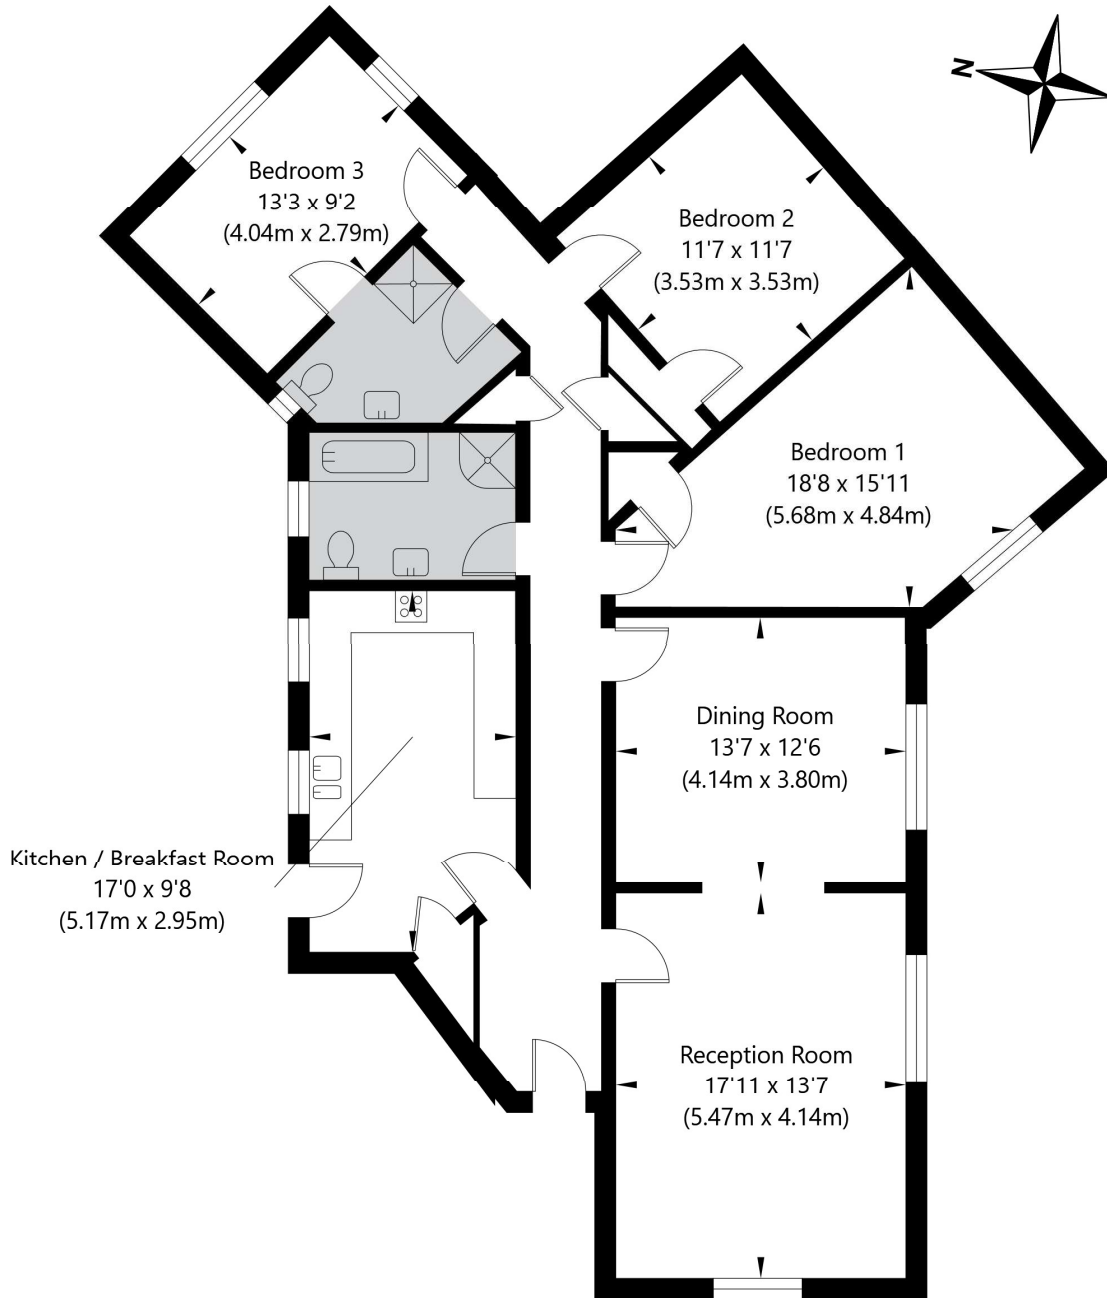 N
Bedroom 3
13'3 x 9'2
(4.04m x 2.79m)
Bedroom 2
11'7 x 11'7
(3.53m x 3.53m)
Bedroom 1
18'8 x 15'11
(5.68m x 4.84m)
Dining Room
13'7 x 12'6
(4.14m x 3.80m)
Kitchen / Breakfast Room
17'0 x 9'8
(5.17m x 2.95m)
Reception Room
17'11 x 13'7
(5.47m x 4.14m)